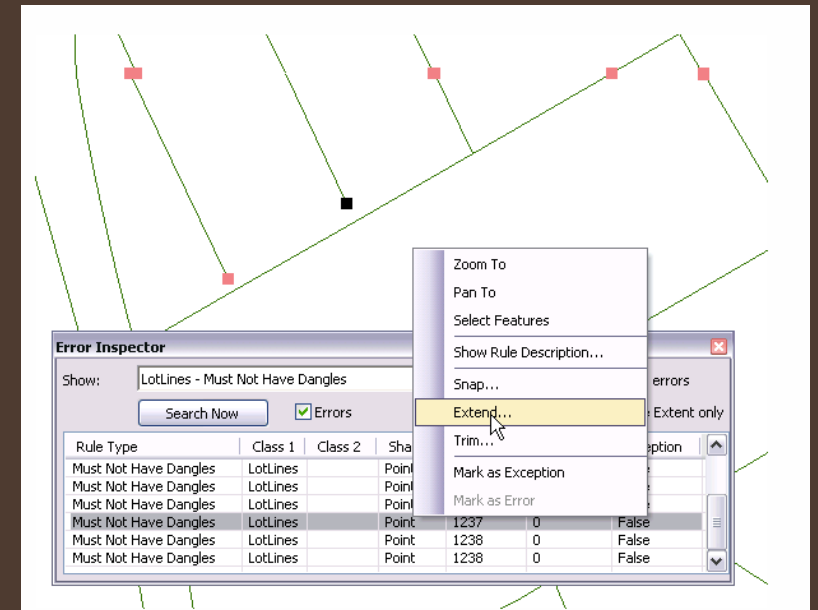 Zoom To
Pan To
Select Features
Show Rule Description...
Snap...
Extend...
Trim...
Mark as Exception
Mark as Error
Error Inspector
Show: LotLines - Must Not Have Dangles errors
Search Now Errors Extent only
Rule Type Class 1 Class 2
Must Not Have Dangles LotLines
Must Not Have Dangles LotLines
Must Not Have Dangles LotLines
Must Not Have Dangles LotLines Point 1237 0 False
Must Not Have Dangles LotLines Point 1238 0 False
Must Not Have Dangles LotLines Point 1238 0 False